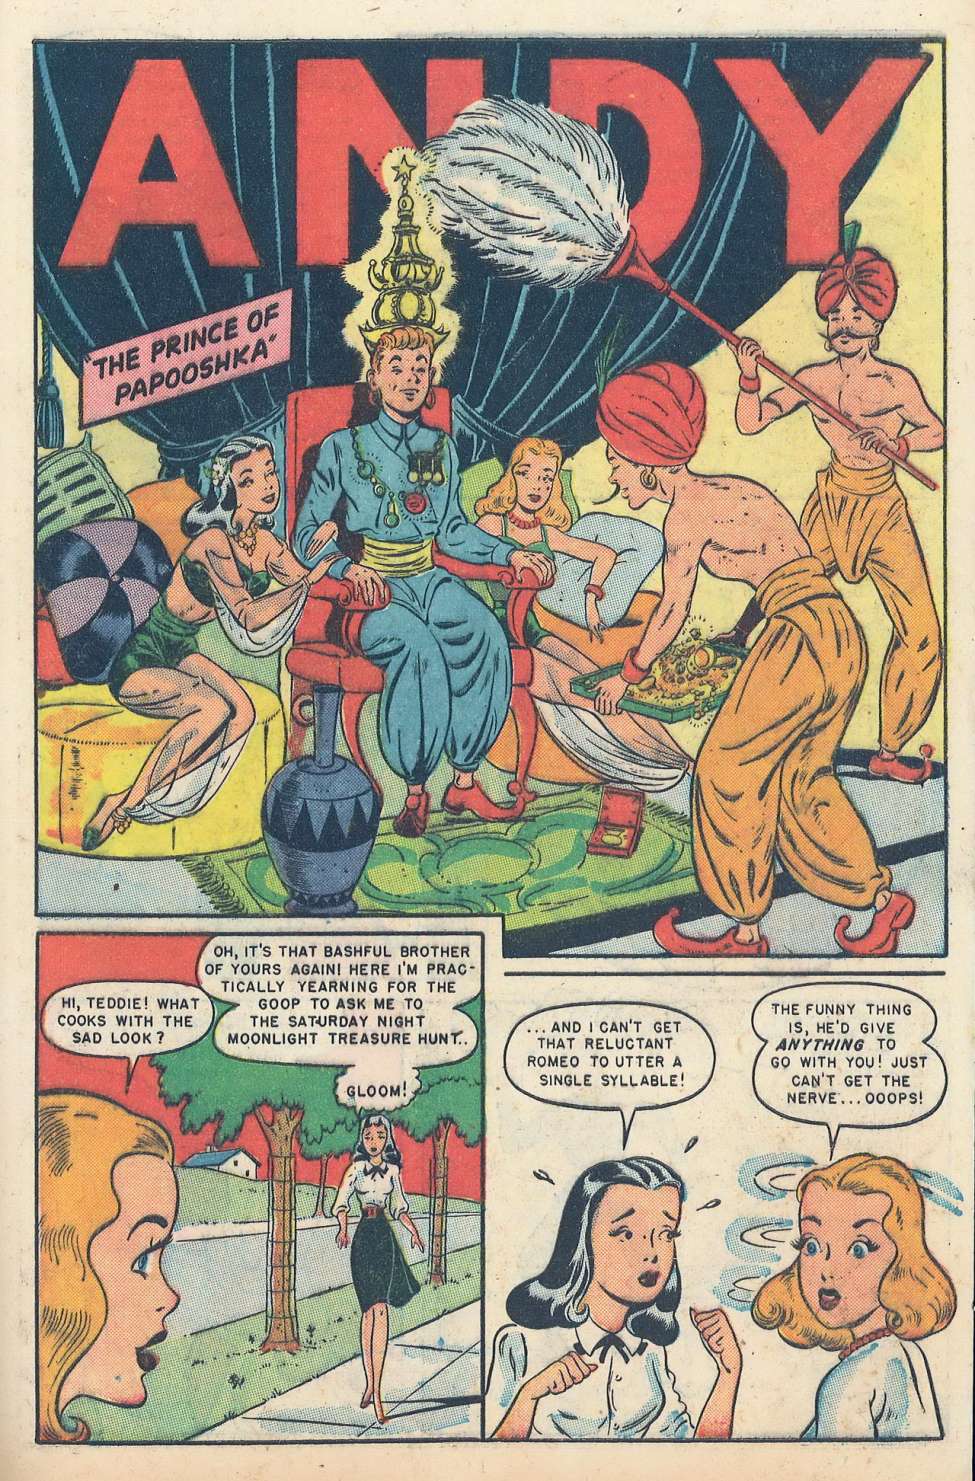 ANDY
"THE PRINCE OF
PAPOOSHKA"
HI, TEDDIE! WHAT
COOKS WITH THE
SAD LOOK?
OH, IT'S THAT BASHFUL BROTHER
OF YOURS AGAIN! HERE I'M PRAC-
TICALLY YEARNING FOR THE
GOOP TO ASK ME TO
THE SATURDAY NIGHT
MOONLIGHT TREASURE HUNT..
GLOOM!
...AND I CAN'T GET
THAT RELUCTANT
ROMEO TO UTTER A
SINGLE SYLLABLE!
THE FUNNY THING
IS, HE'D GIVE
ANYTHING TO
GO WITH YOU! JUST
CAN'T GET THE
NERVE...OOOPS!